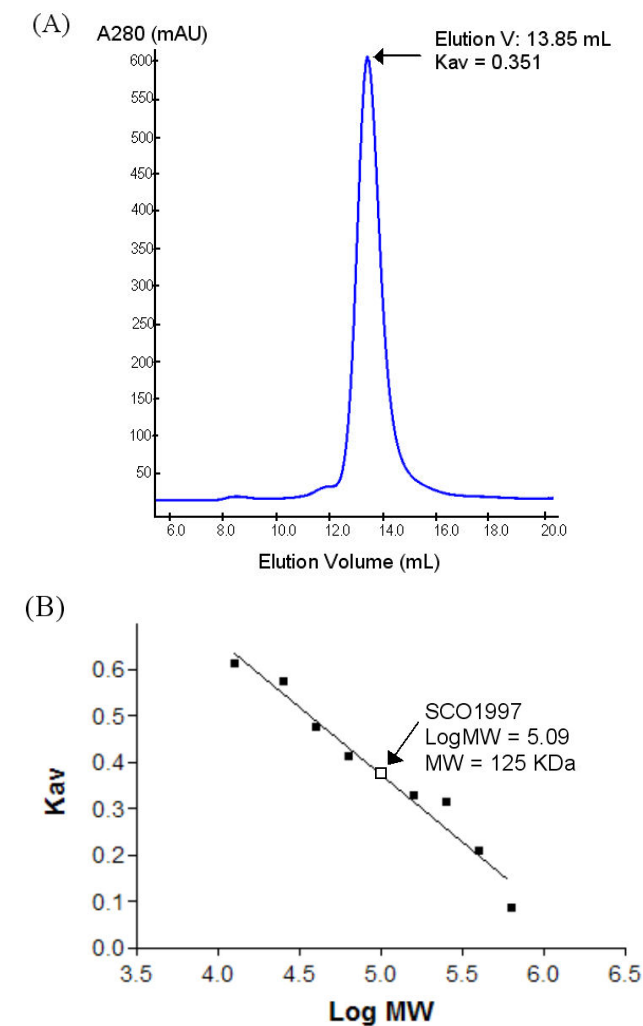 (A)
A280 (mAU)
Elution V: 13.85 mL
Kav = 0.351
600
550
500
450
400
350
300
250
200
150
100
50
6.0 8.0 10.0 12.0 14.0 16.0 18.0 20.0
Elution Volume (mL)
(B)
0.6
0.5
0.4
0.3
0.2
0.1
0.0
Kav
SCO1997
LogMW = 5.09
MW = 125 KDa
3.5 4.0 4.5 5.0 5.5 6.0 6.5
Log MW